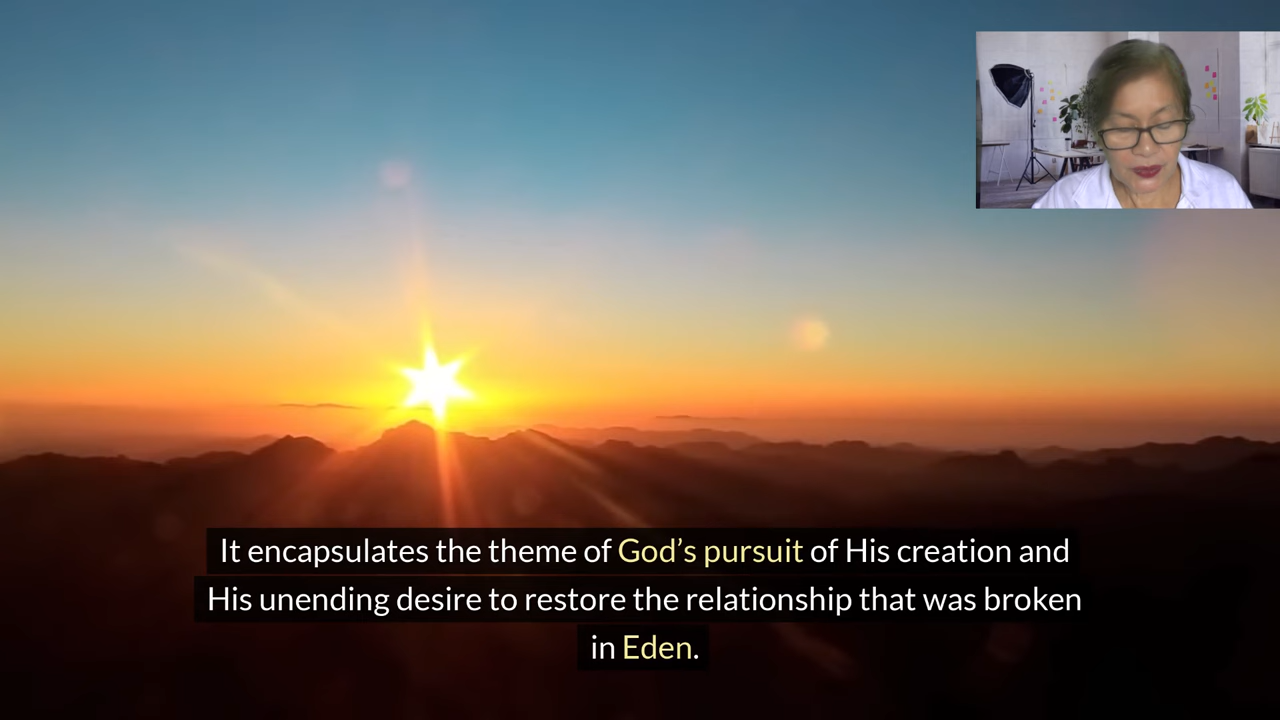 It encapsulates the theme of God’s pursuit of His creation and
His unending desire to restore the relationship that was broken
in Eden.